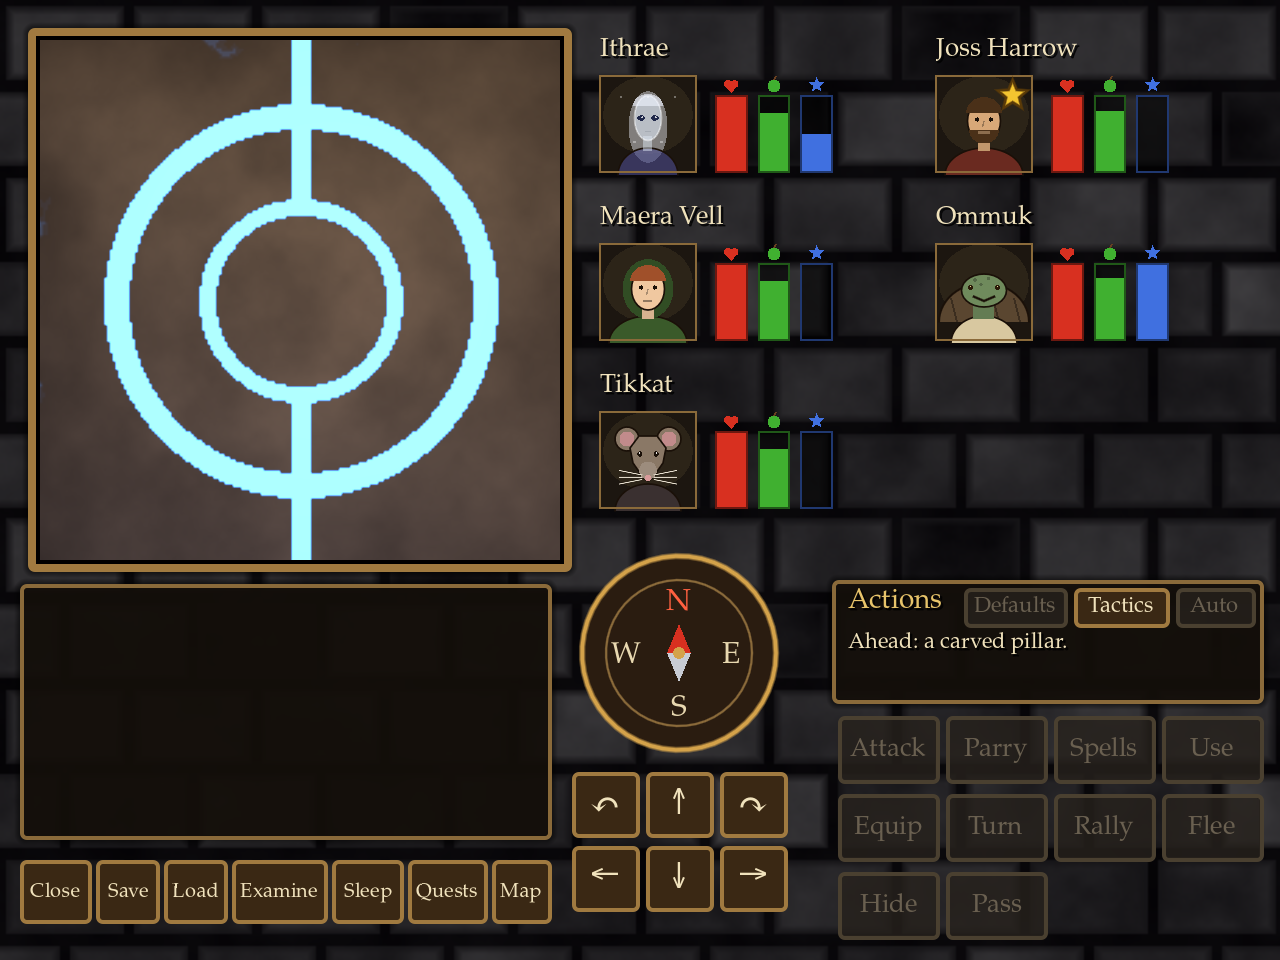 Ithrae
Joss Harrow
Maera Vell
Ommuk
Tikkat
N
W E
S
Actions Defaults Tactics Auto
Ahead: a carved pillar.
Attack Parry Spells Use
Equip Turn Rally Flee
Hide Pass
Close Save Load Examine Sleep Quests Map